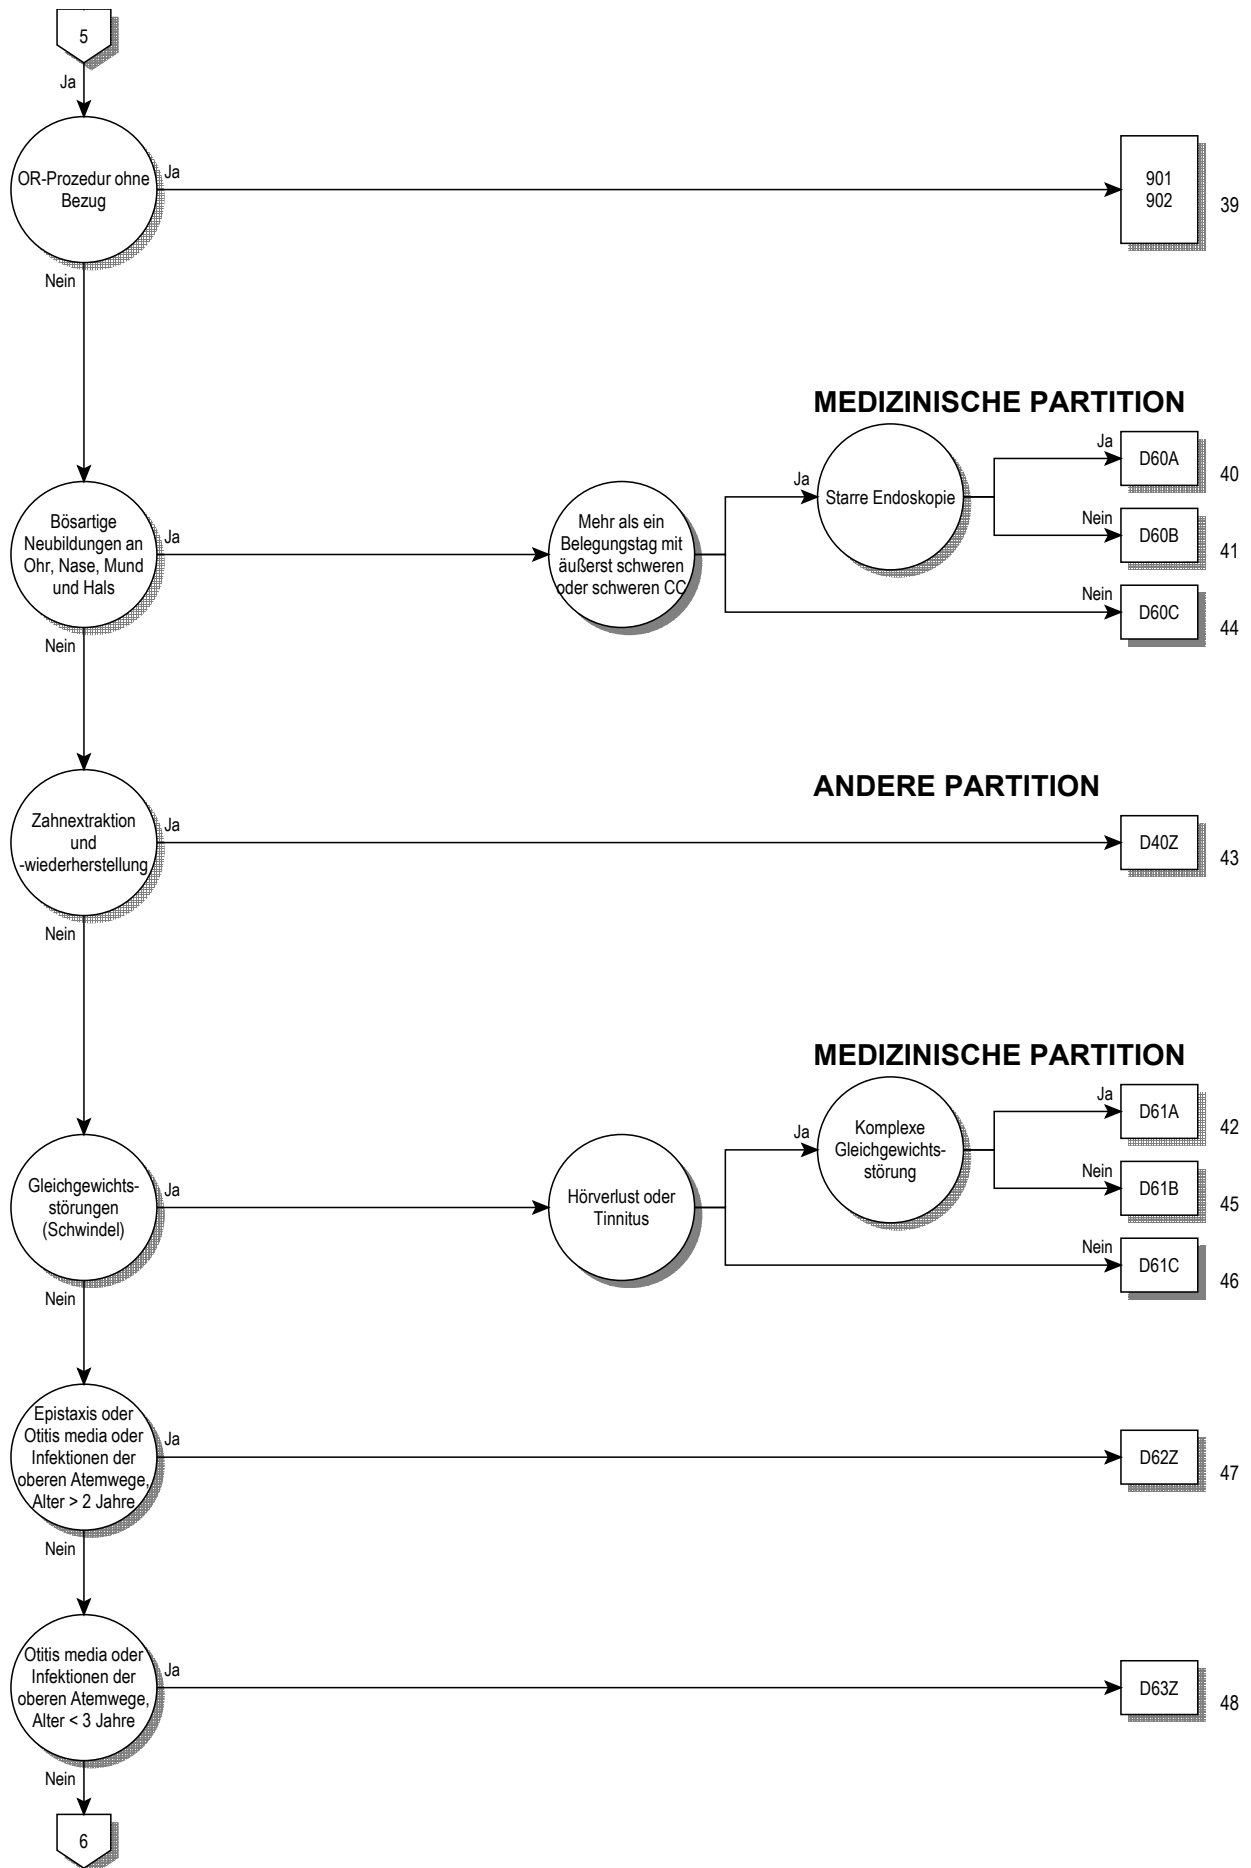 5
Ja
OR-Prozedur ohne
Bezug
Ja
901
902
39
Nein
MEDIZINISCHE PARTITION
Bösartige
Neubildungen an
Ohr, Nase, Mund
und Hals
Ja
Mehr als ein
Belegungstag mit
äußerst schweren
oder schweren CC
Ja
Starre Endoskopie
Ja
D60A
40
Nein
D60B
41
Nein
D60C
44
Nein
ANDERE PARTITION
Zahnextraktion
und
-wiederherstellung
Ja
D40Z
43
Nein
MEDIZINISCHE PARTITION
Gleichgewichts-
störungen
(Schwindel)
Ja
Hörverlust oder
Tinnitus
Ja
Komplexe
Gleichgewichts-
störung
Ja
D61A
42
Nein
D61B
45
Nein
D61C
46
Nein
Epistaxis oder
Otitis media oder
Infektionen der
oberen Atemwege,
Alter > 2 Jahre
Ja
D62Z
47
Nein
Otitis media oder
Infektionen der
oberen Atemwege,
Alter < 3 Jahre
Ja
D63Z
48
Nein
6